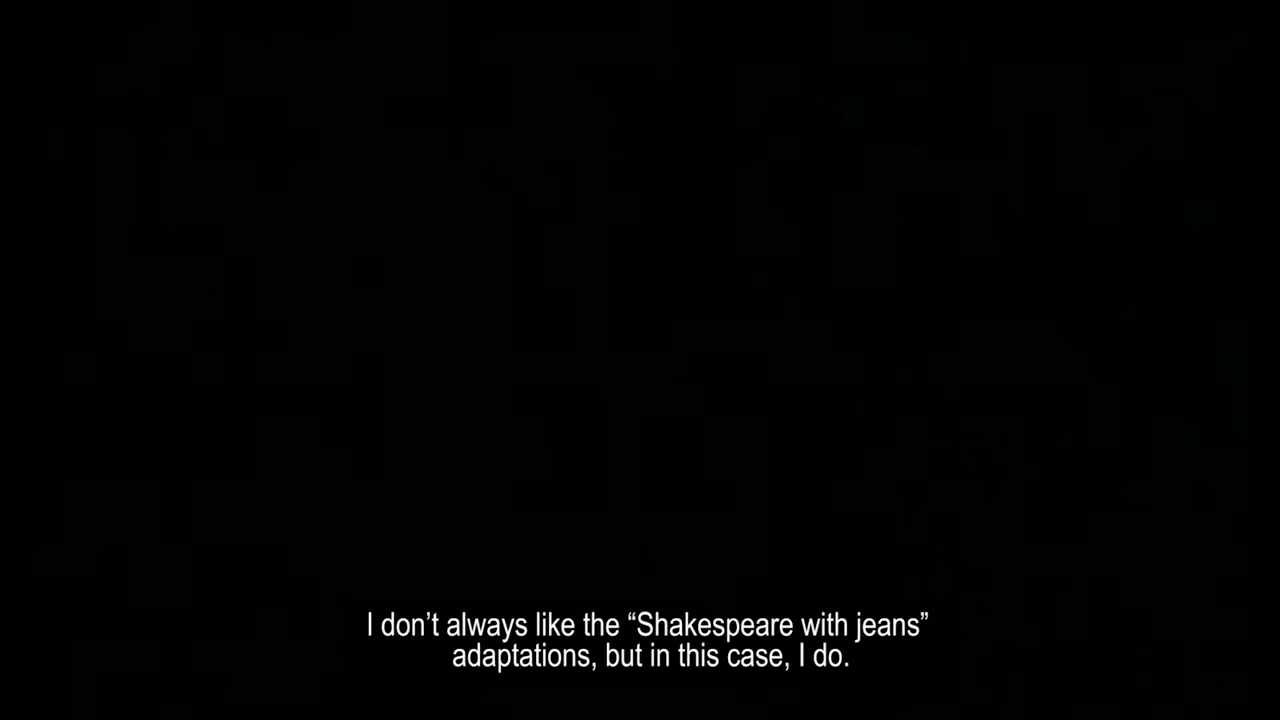 I don’t always like the “Shakespeare with jeans”
adaptations, but in this case, I do.